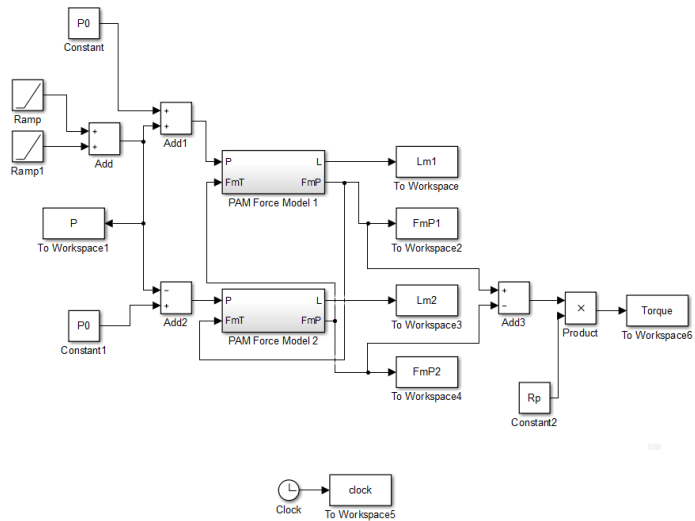 P0
Constant
Ramp
+
+
Add1
Ramp1
+
+
Add
P
FmT
L
FmP
PAM Force Model 1
Lm1
To Workspace
P
To Workspace1
FmP1
To Workspace2
−
+
Add2
P
FmT
L
FmP
PAM Force Model 2
Lm2
To Workspace3
+
−
Add3
×
Product
Torque
To Workspace6
P0
Constant1
FmP2
To Workspace4
Rp
Constant2
Clock
clock
To Workspace5